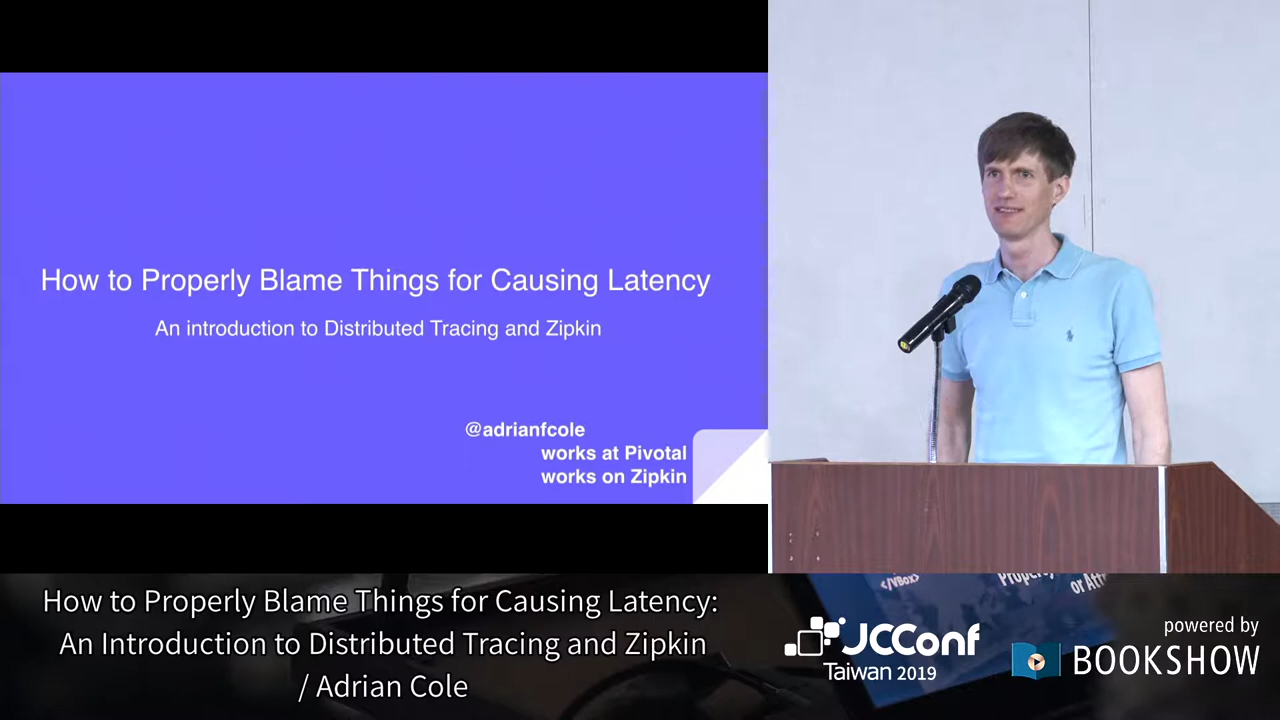 How to Properly Blame Things for Causing Latency
An introduction to Distributed Tracing and Zipkin
@adrianfcole
works at Pivotal
works on Zipkin
How to Properly Blame Things for Causing Latency:
An Introduction to Distributed Tracing and Zipkin
/ Adrian Cole
</VBox>
JCConf
Taiwan 2019
powered by
BOOKSHOW